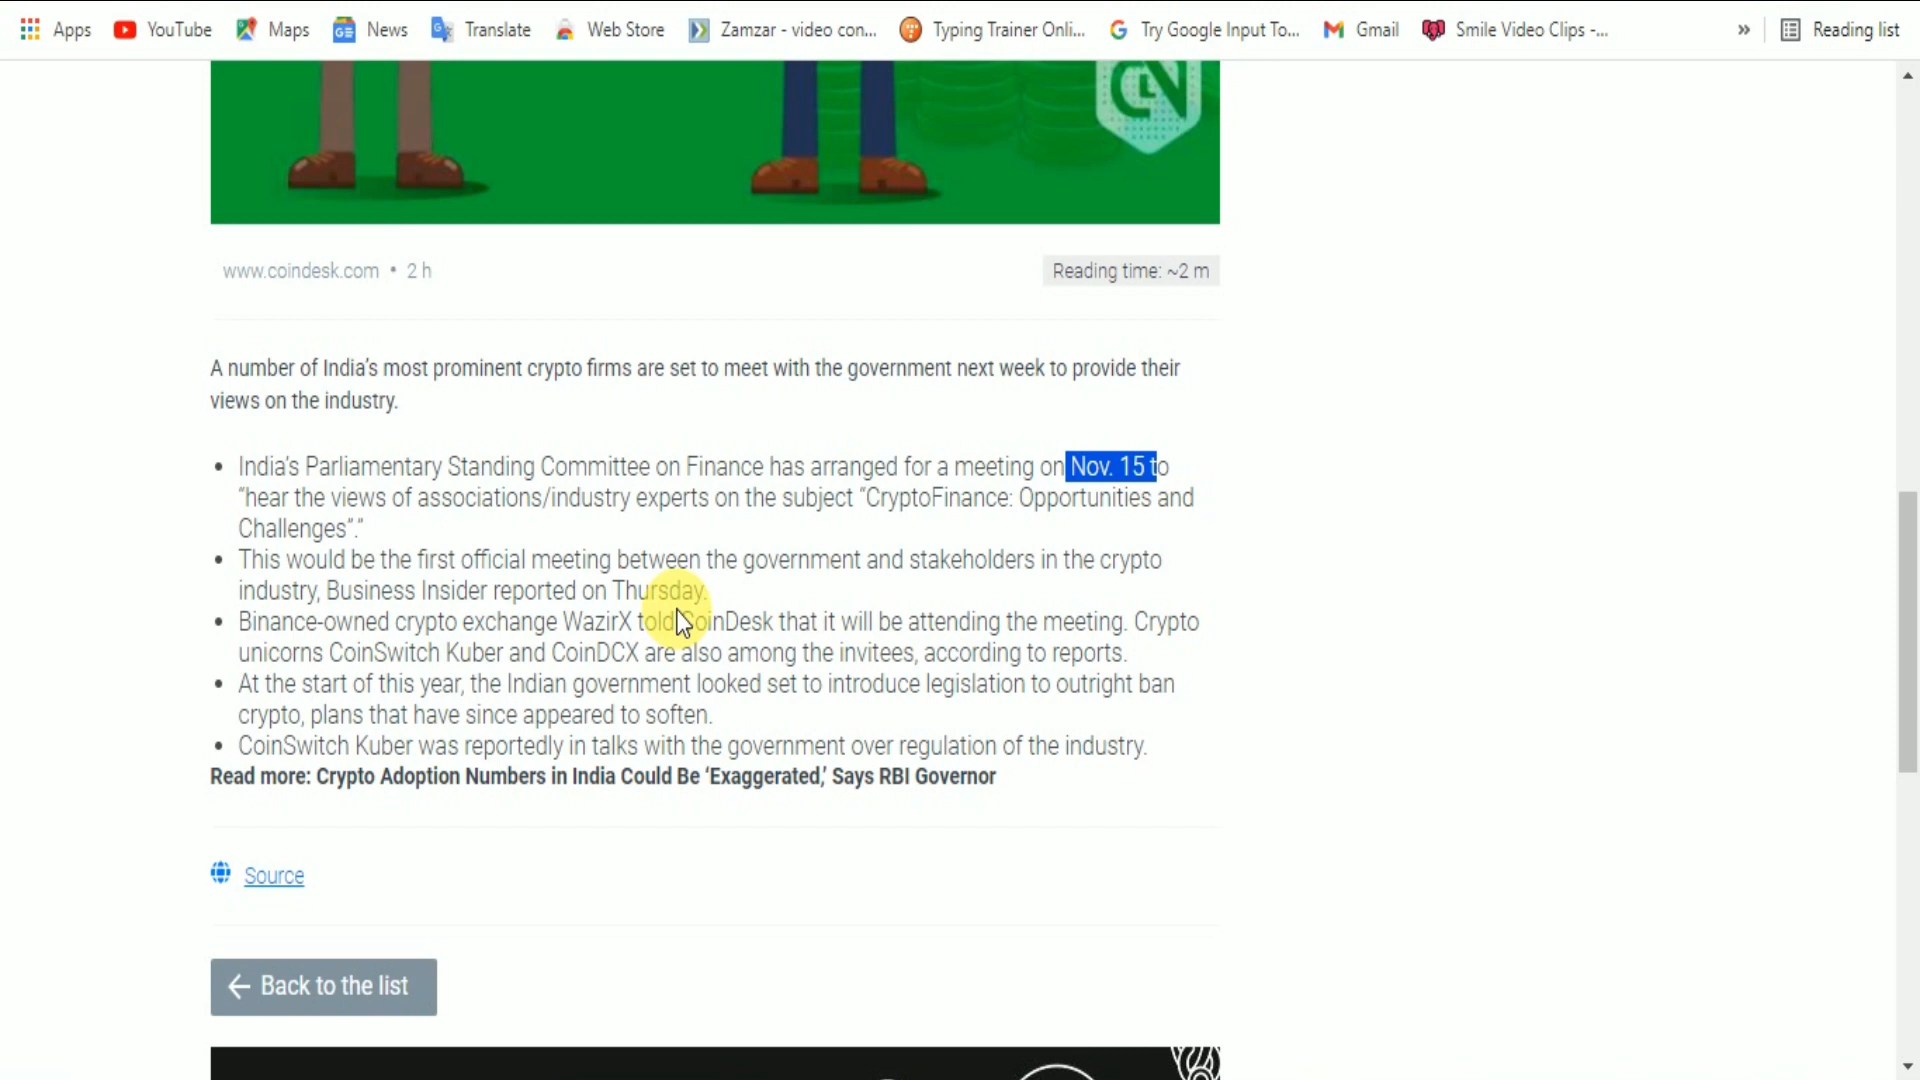 Apps YouTube Maps News Translate Web Store Zamzar - video con... Typing Trainer Onli... Try Google Input To... Gmail Smile Video Clips -... » Reading list
www.coindesk.com • 2 h Reading time: ~2 m
A number of India's most prominent crypto firms are set to meet with the government next week to provide their
views on the industry.
• India's Parliamentary Standing Committee on Finance has arranged for a meeting on Nov. 15 to
“hear the views of associations/industry experts on the subject “CryptoFinance: Opportunities and
Challenges”.”
• This would be the first official meeting between the government and stakeholders in the crypto
industry, Business Insider reported on Thursday.
• Binance-owned crypto exchange WazirX told CoinDesk that it will be attending the meeting. Crypto
unicorns CoinSwitch Kuber and CoinDCX are also among the invitees, according to reports.
• At the start of this year, the Indian government looked set to introduce legislation to outright ban
crypto, plans that have since appeared to soften.
• CoinSwitch Kuber was reportedly in talks with the government over regulation of the industry.
Read more: Crypto Adoption Numbers in India Could Be ‘Exaggerated,’ Says RBI Governor
Source
← Back to the list